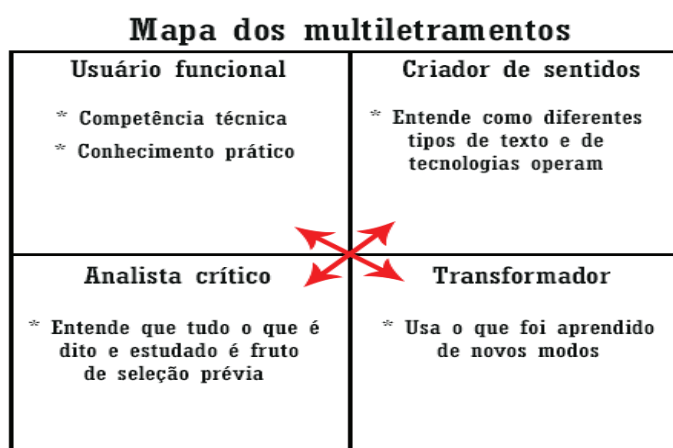 Mapa dos multiletramentos
Usuário funcional
* Competência técnica
* Conhecimento prático
Criador de sentidos
* Entende como diferentes
tipos de texto e de
tecnologias operam
Analista crítico
* Entende que tudo o que é
dito e estudado é fruto
de seleção prévia
Transformador
* Usa o que foi aprendido
de novos modos